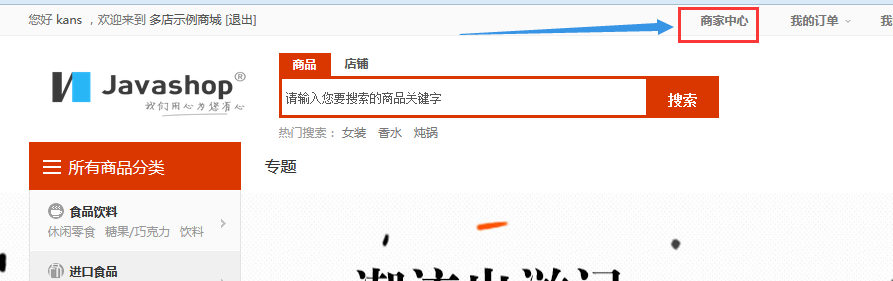 您好 kans ，欢迎来到 多店示例商城 [退出] 商家中心 我的订单 我
商品 店铺
Javashop®
我们用心为您省心
请输入您要搜索的商品关键字 搜索
热门搜索： 女装 香水 炖锅
所有商品分类 专题
食品饮料
休闲零食 糖果/巧克力 饮料
进口食品